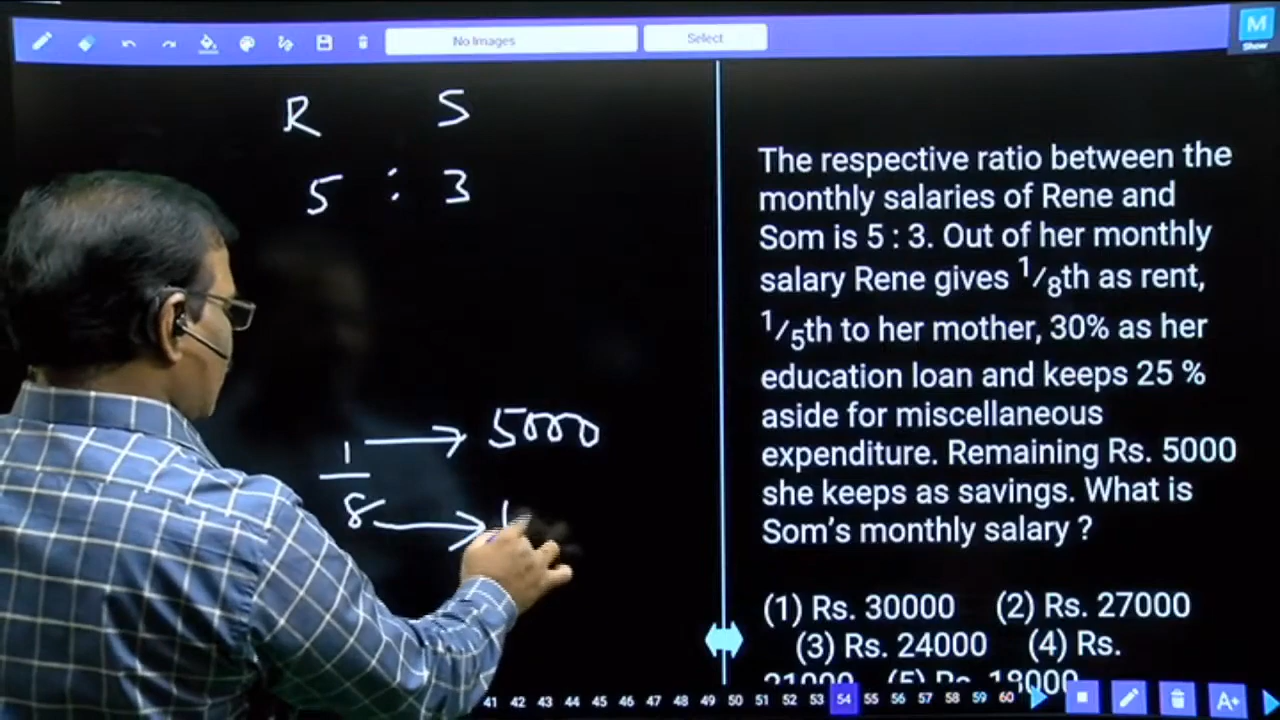 No Images
Select
M
Show
R S
5 : 3
1 → 5000
8 →
The respective ratio between the
monthly salaries of Rene and
Som is 5 : 3. Out of her monthly
salary Rene gives 1/8th as rent,
1/5th to her mother, 30% as her
education loan and keeps 25 %
aside for miscellaneous
expenditure. Remaining Rs. 5000
she keeps as savings. What is
Som's monthly salary ?
(1) Rs. 30000 (2) Rs. 27000
(3) Rs. 24000 (4) Rs.
21000 (5) Rs. 18000
41 42 43 44 45 46 47 48 49 50 51 52 53 54 55 56 57 58 59 60
A+